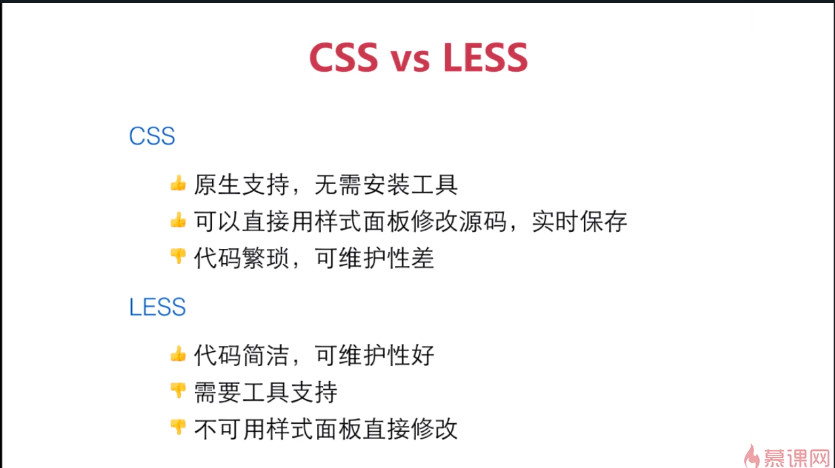 CSS vs LESS
CSS
👍 原生支持，无需安装工具
👍 可以直接用样式面板修改源码，实时保存
👎 代码繁琐，可维护性差
LESS
👍 代码简洁，可维护性好
👎 需要工具支持
👎 不可用样式面板直接修改
慕课网